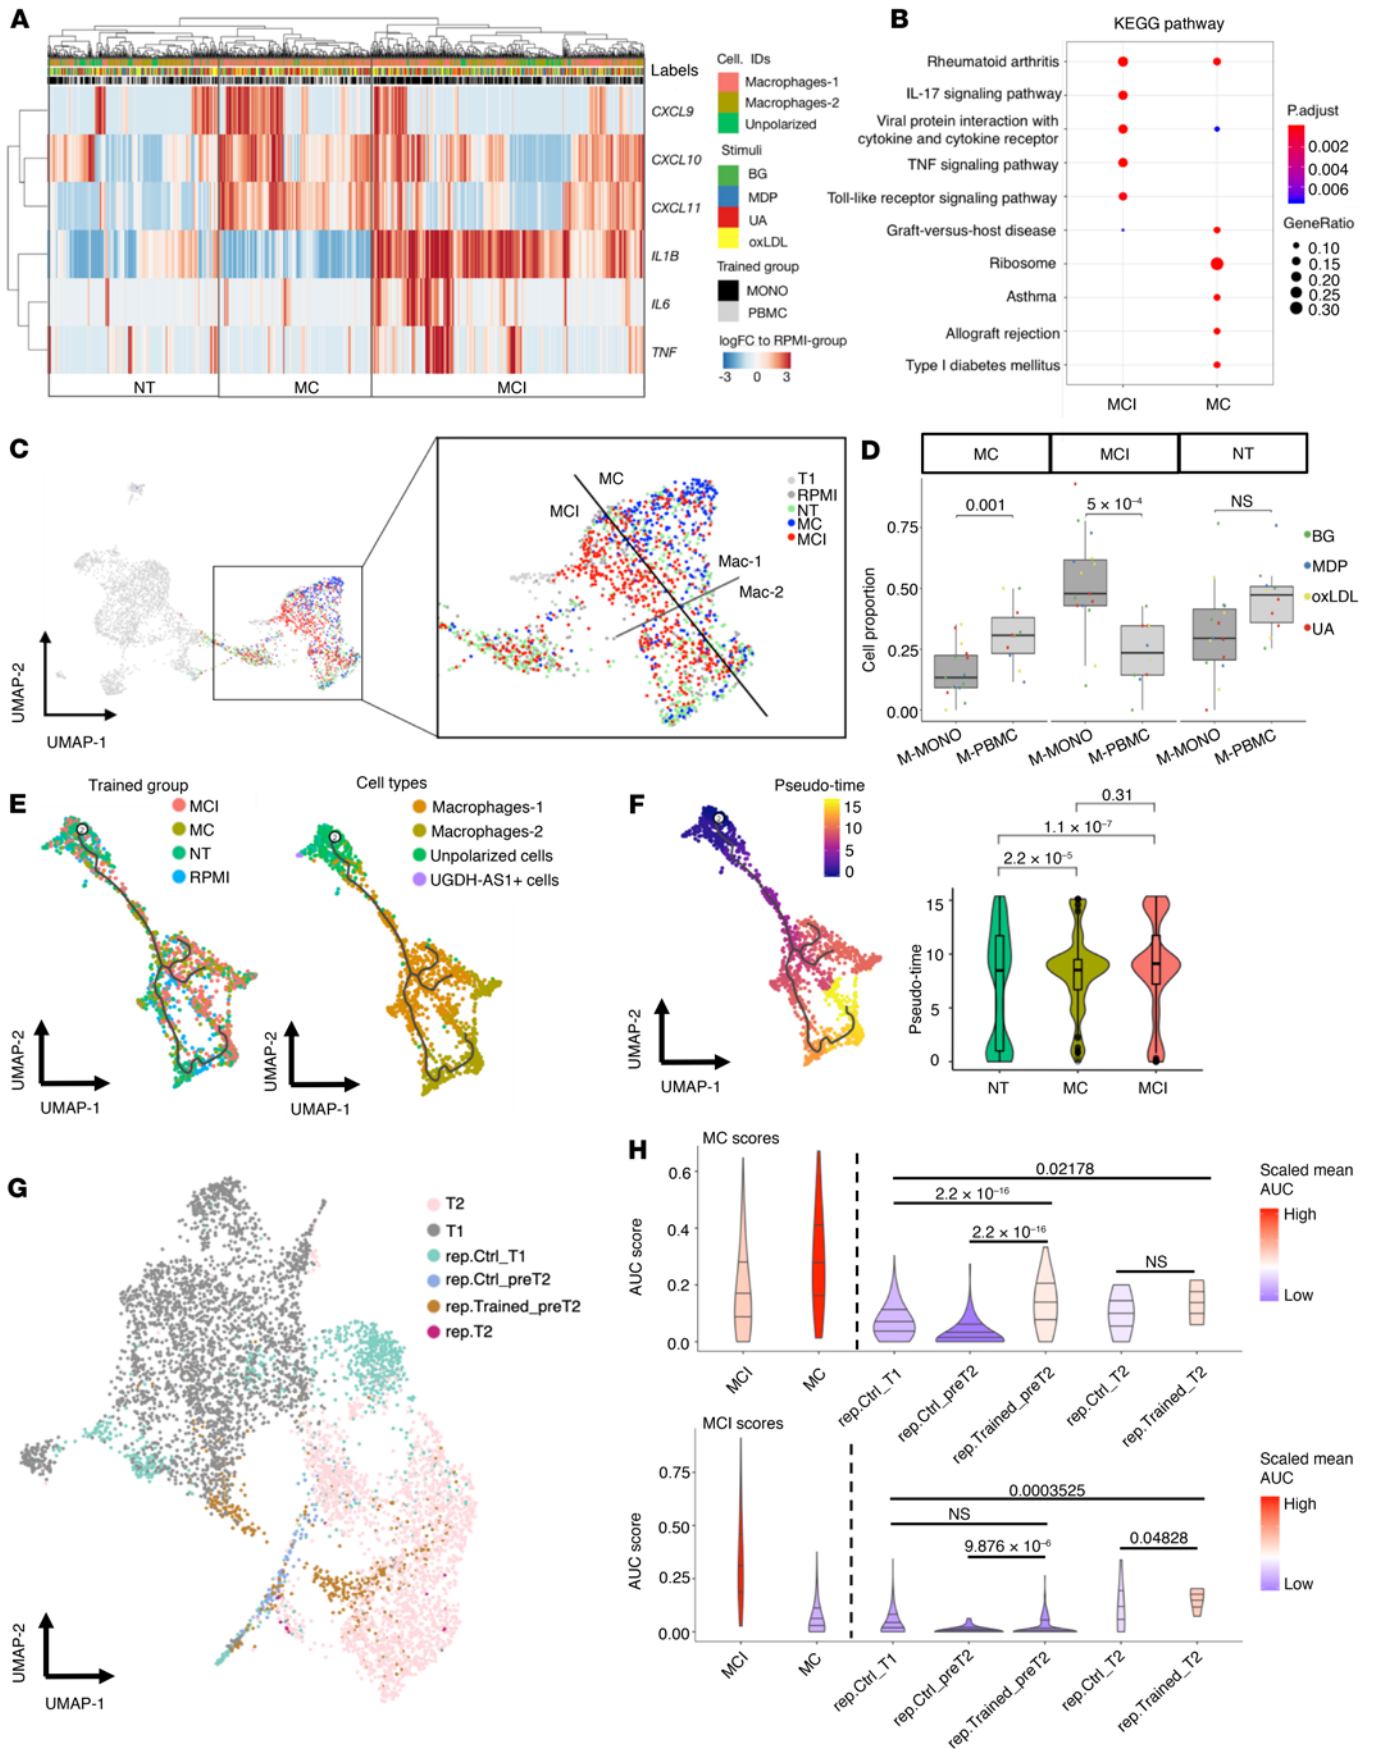 A
Labels
CXCL9
CXCL10
CXCL11
IL1B
IL6
TNF
NT
MC
MCI
Cell. IDs
Macrophages-1
Macrophages-2
Unpolarized
Stimuli
BG
MDP
UA
oxLDL
Trained group
MONO
PBMC
logFC to RPMI-group
-3 0 3
B
KEGG pathway
Rheumatoid arthritis
IL-17 signaling pathway
Viral protein interaction with
cytokine and cytokine receptor
TNF signaling pathway
Toll-like receptor signaling pathway
Graft-versus-host disease
Ribosome
Asthma
Allograft rejection
Type I diabetes mellitus
MCI
MC
P.adjust
0.002
0.004
0.006
GeneRatio
0.10
0.15
0.20
0.25
0.30
C
UMAP-2
UMAP-1
MC
MCI
Mac-1
Mac-2
T1
RPMI
NT
MC
MCI
D
MC
MCI
NT
Cell proportion
0.75
0.50
0.25
0.00
0.001
5 × 10⁻⁴
NS
M-MONO
M-PBMC
M-MONO
M-PBMC
M-MONO
M-PBMC
BG
MDP
oxLDL
UA
E
Trained group
MCI
MC
NT
RPMI
UMAP-2
UMAP-1
Cell types
Macrophages-1
Macrophages-2
Unpolarized cells
UGDH-AS1+ cells
UMAP-2
UMAP-1
F
Pseudo-time
15
10
5
0
UMAP-2
UMAP-1
0.31
1.1 × 10⁻⁷
2.2 × 10⁻⁵
Pseudo-time
15
10
5
0
NT
MC
MCI
G
T2
T1
rep.Ctrl_T1
rep.Ctrl_preT2
rep.Trained_preT2
rep.T2
UMAP-2
UMAP-1
H
MC scores
AUC score
0.6
0.4
0.2
0.0
0.02178
2.2 × 10⁻¹⁶
2.2 × 10⁻¹⁶
NS
MCI
MC
rep.Ctrl_T1
rep.Ctrl_preT2
rep.Trained_preT2
rep.Ctrl_T2
rep.Trained_T2
Scaled mean
AUC
High
Low
MCI scores
AUC score
0.75
0.50
0.25
0.00
0.0003525
NS
9.876 × 10⁻⁶
0.04828
MCI
MC
rep.Ctrl_T1
rep.Ctrl_preT2
rep.Trained_preT2
rep.Ctrl_T2
rep.Trained_T2
Scaled mean
AUC
High
Low